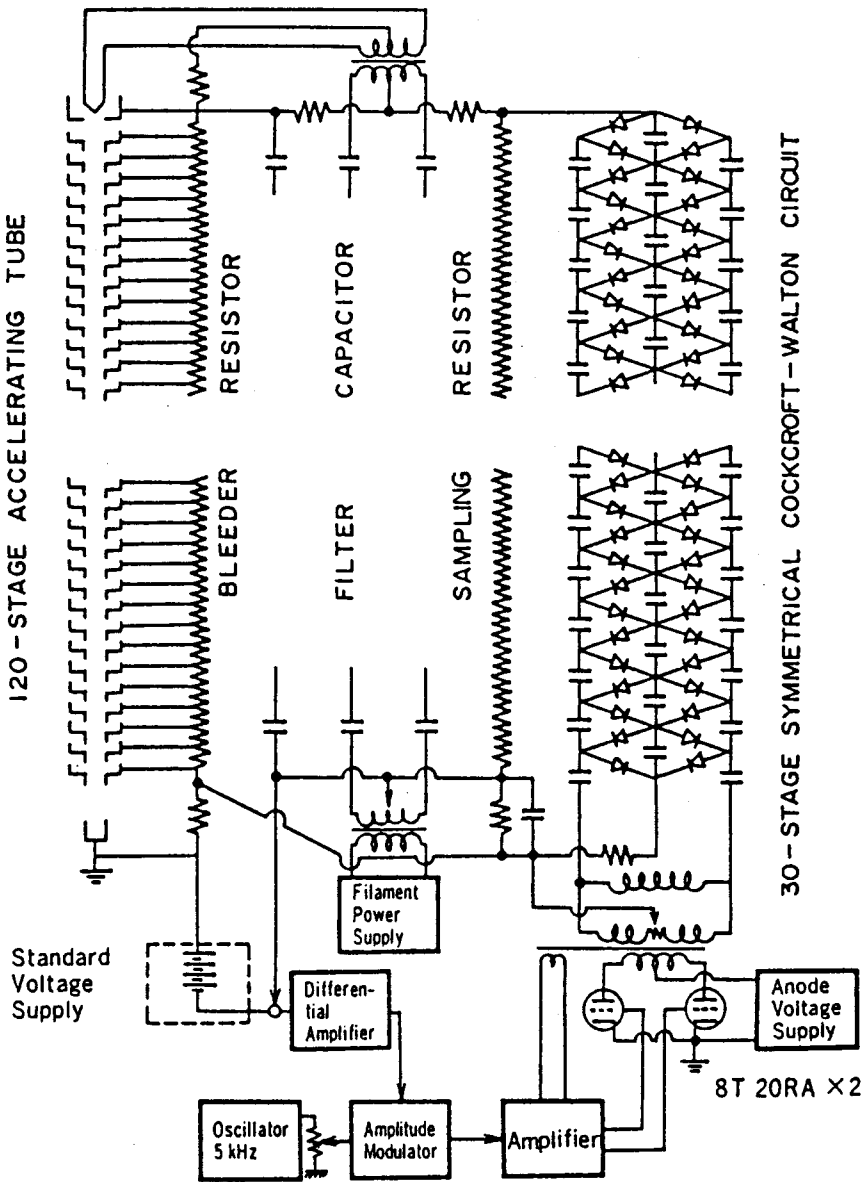 120-STAGE ACCELERATING TUBE
BLEEDER RESISTOR
FILTER CAPACITOR
SAMPLING RESISTOR
30-STAGE SYMMETRICAL COCKCROFT-WALTON CIRCUIT
Filament
Power
Supply
Standard
Voltage
Supply
Differen-
tial
Amplifier
Anode
Voltage
Supply
8T 20RA ×2
Oscillator
5 kHz
Amplitude
Modulator
Amplifier